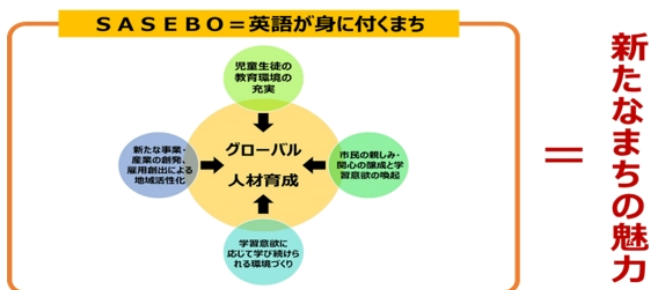 SASEBO=英語が身に付くまち
児童生徒の
教育環境の
充実
新たな事業・
産業の創発、
雇用創出による
地域活性化
グローバル
人材育成
市民の親しみ・
関心の醸成と学
習意欲の喚起
学習意欲に
応じて学び続けら
れる環境づくり
=
新たなまちの魅力